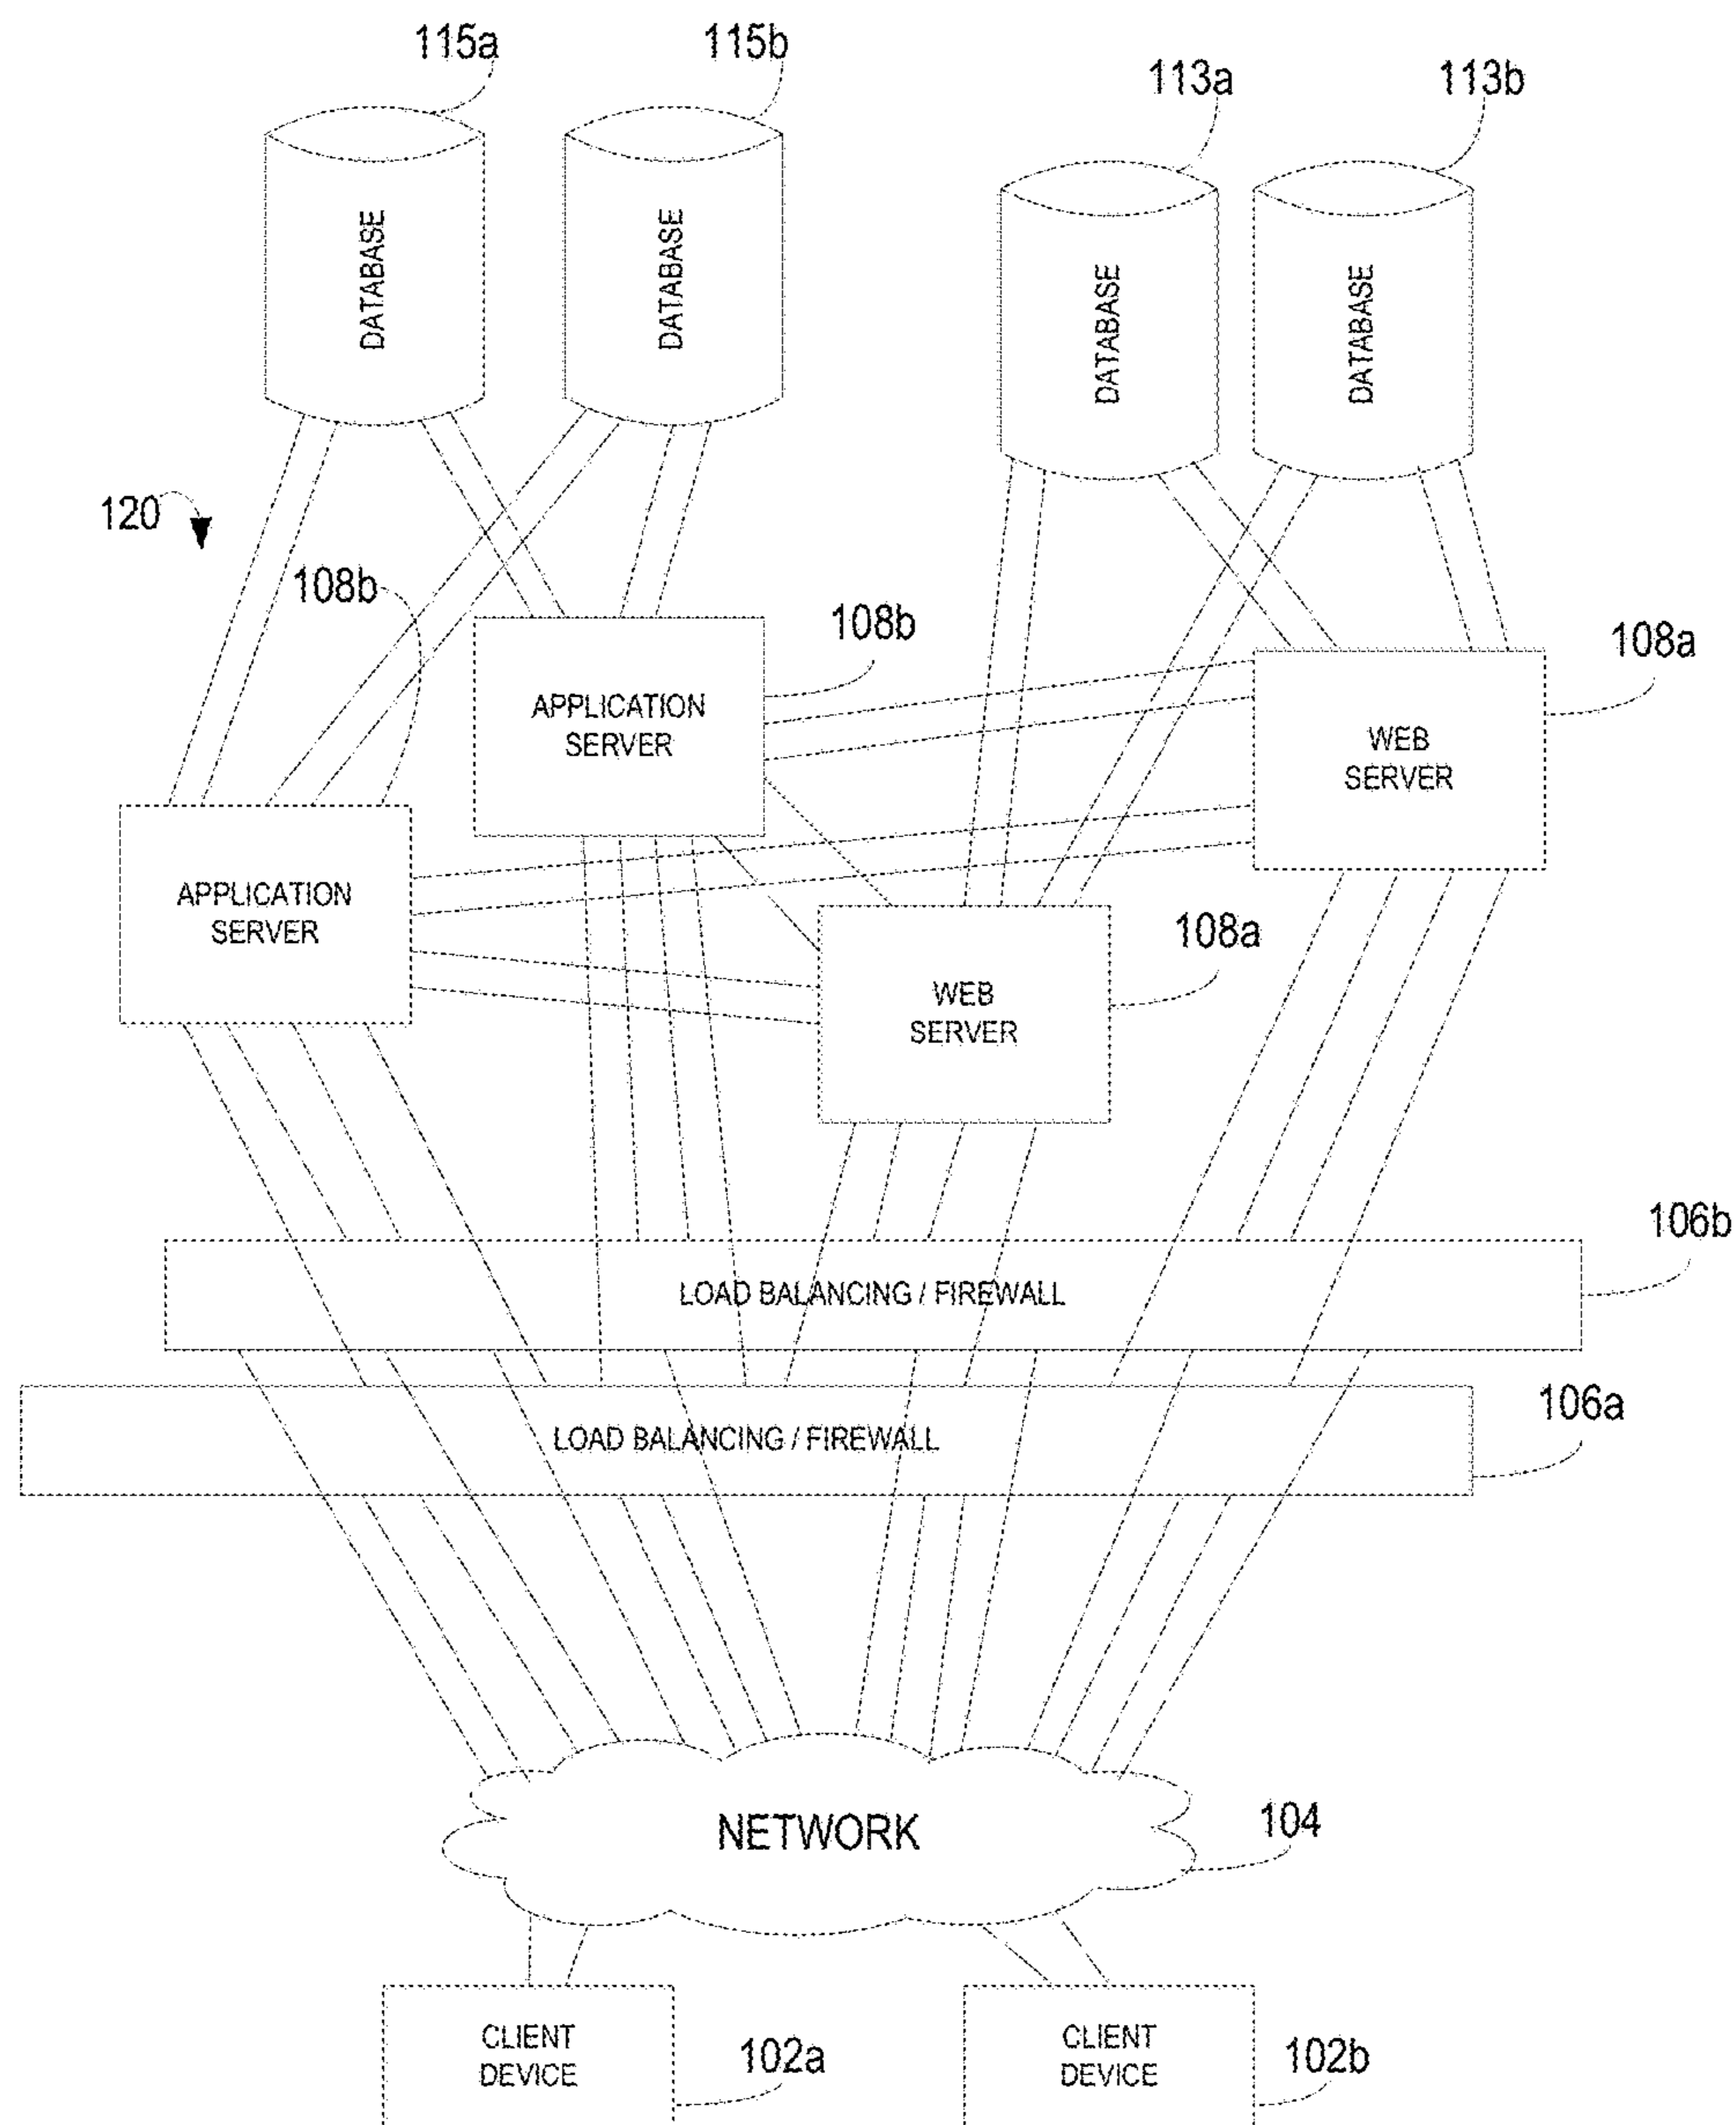 115a
115b
113a
113b
DATABASE
DATABASE
DATABASE
DATABASE
120
108b
108b
108a
APPLICATION
SERVER
WEB
SERVER
APPLICATION
SERVER
108a
WEB
SERVER
106b
LOAD BALANCING / FIREWALL
106a
LOAD BALANCING / FIREWALL
NETWORK
104
CLIENT
DEVICE
102a
CLIENT
DEVICE
102b